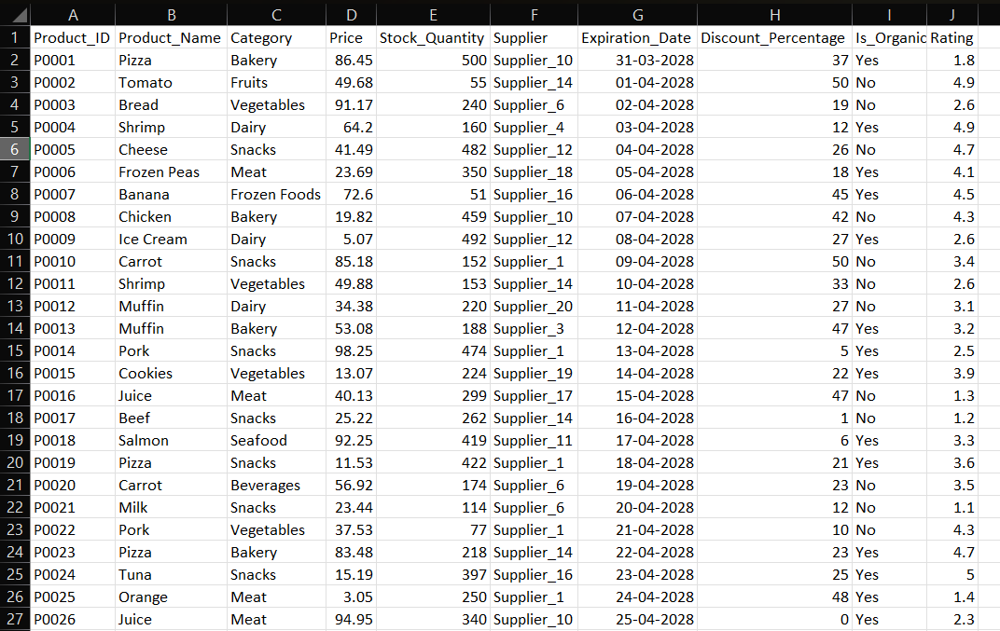 A B C D E F G H I J
1 Product_ID Product_Name Category Price Stock_Quantity Supplier Expiration_Date Discount_Percentage Is_Organic Rating
2 P0001 Pizza Bakery 86.45 500 Supplier_10 31-03-2028 37 Yes 1.8
3 P0002 Tomato Fruits 49.68 55 Supplier_14 01-04-2028 50 No 4.9
4 P0003 Bread Vegetables 91.17 240 Supplier_6 02-04-2028 19 No 2.6
5 P0004 Shrimp Dairy 64.2 160 Supplier_4 03-04-2028 12 Yes 4.9
6 P0005 Cheese Snacks 41.49 482 Supplier_12 04-04-2028 26 No 4.7
7 P0006 Frozen Peas Meat 23.69 350 Supplier_18 05-04-2028 18 Yes 4.1
8 P0007 Banana Frozen Foods 72.6 51 Supplier_16 06-04-2028 45 Yes 4.5
9 P0008 Chicken Bakery 19.82 459 Supplier_10 07-04-2028 42 No 4.3
10 P0009 Ice Cream Dairy 5.07 492 Supplier_12 08-04-2028 27 Yes 2.6
11 P0010 Carrot Snacks 85.18 152 Supplier_1 09-04-2028 50 No 3.4
12 P0011 Shrimp Vegetables 49.88 153 Supplier_14 10-04-2028 33 No 2.6
13 P0012 Muffin Dairy 34.38 220 Supplier_20 11-04-2028 27 No 3.1
14 P0013 Muffin Bakery 53.08 188 Supplier_3 12-04-2028 47 Yes 3.2
15 P0014 Pork Snacks 98.25 474 Supplier_1 13-04-2028 5 Yes 2.5
16 P0015 Cookies Vegetables 13.07 224 Supplier_19 14-04-2028 22 Yes 3.9
17 P0016 Juice Meat 40.13 299 Supplier_17 15-04-2028 47 No 1.3
18 P0017 Beef Snacks 25.22 262 Supplier_14 16-04-2028 1 No 1.2
19 P0018 Salmon Seafood 92.25 419 Supplier_11 17-04-2028 6 Yes 3.3
20 P0019 Pizza Snacks 11.53 422 Supplier_1 18-04-2028 21 Yes 3.6
21 P0020 Carrot Beverages 56.92 174 Supplier_6 19-04-2028 23 No 3.5
22 P0021 Milk Snacks 23.44 114 Supplier_6 20-04-2028 12 No 1.1
23 P0022 Pork Vegetables 37.53 77 Supplier_1 21-04-2028 10 No 4.3
24 P0023 Pizza Bakery 83.48 218 Supplier_14 22-04-2028 23 Yes 4.7
25 P0024 Tuna Snacks 15.19 397 Supplier_16 23-04-2028 25 Yes 5
26 P0025 Orange Meat 3.05 250 Supplier_1 24-04-2028 48 Yes 1.4
27 P0026 Juice Meat 94.95 340 Supplier_10 25-04-2028 0 Yes 2.3